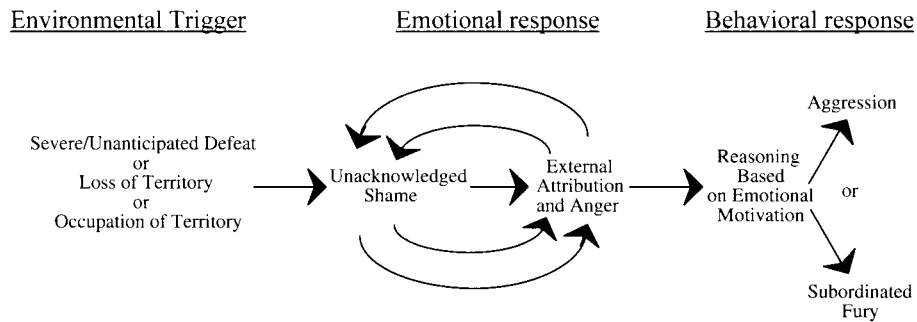 Environmental Trigger
Emotional response
Behavioral response
Severe/Unanticipated Defeat
or
Loss of Territory
or
Occupation of Territory
Unacknowledged
Shame
External
Attribution
and Anger
Reasoning
Based
on Emotional
Motivation
Aggression
or
Subordinated
Fury